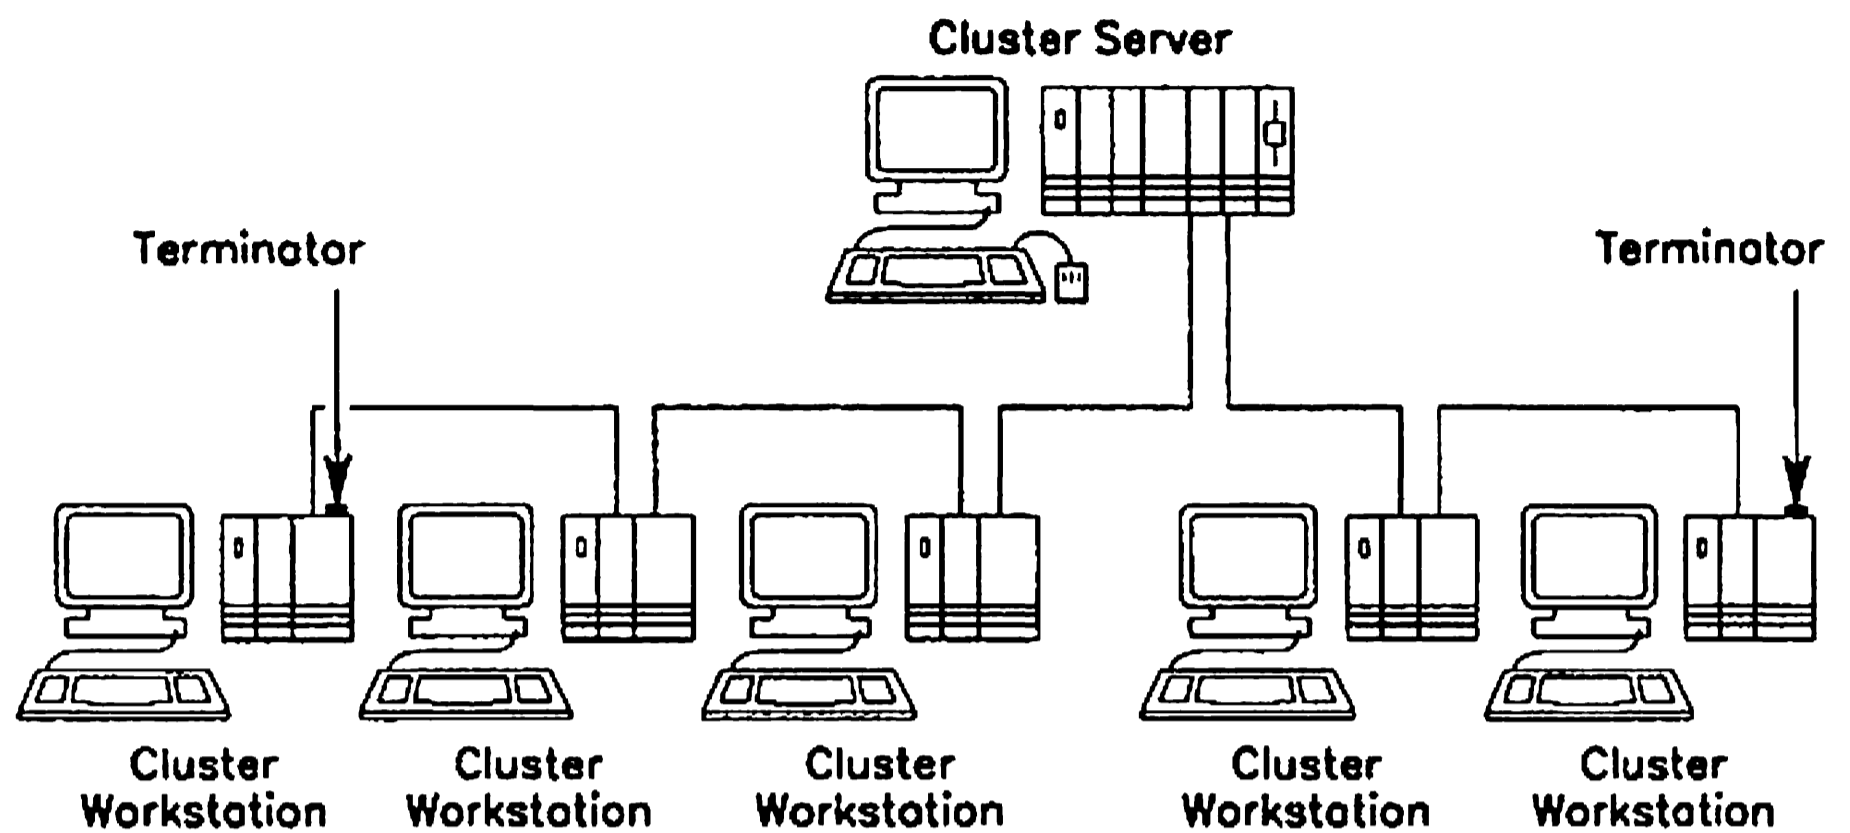 Cluster Server
Terminator
Terminator
Cluster
Workstation
Cluster
Workstation
Cluster
Workstation
Cluster
Workstation
Cluster
Workstation